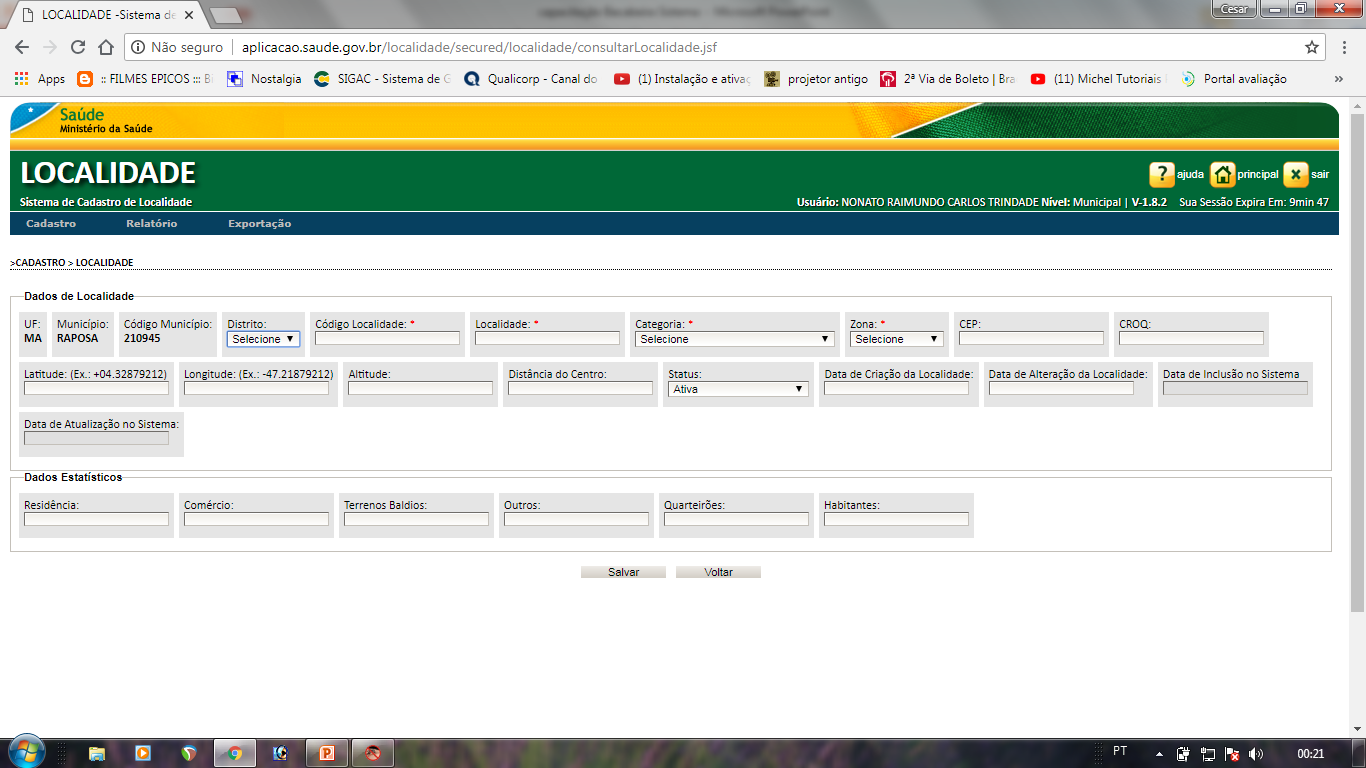 LOCALIDADE -Sistema de
Cesar
Não seguro | aplicacao.saude.gov.br/localidade/secured/localidade/consultarLocalidade.jsf
Apps :: FILMES EPICOS ::: B Nostalgia SIGAC - Sistema de G Qualicorp - Canal do (1) Instalação e ativaç projetor antigo 2ª Via de Boleto | Bra (11) Michel Tutoriais Portal avaliação »
Saúde
Ministério da Saúde
LOCALIDADE
? ajuda principal x sair
Sistema de Cadastro de Localidade
Usuário: NONATO RAIMUNDO CARLOS TRINDADE Nível: Municipal | V-1.8.2 Sua Sessão Expira Em: 9min 47
Cadastro Relatório Exportação
>CADASTRO > LOCALIDADE
Dados de Localidade
UF: Município: Código Município: Distrito: Código Localidade: * Localidade: * Categoria: * Zona: * CEP: CROQ:
MA RAPOSA 210945 Selecione Selecione Selecione
Latitude: (Ex.: +04.32879212) Longitude: (Ex.: -47.21879212) Altitude: Distância do Centro: Status: Data de Criação da Localidade: Data de Alteração da Localidade: Data de Inclusão no Sistema
Ativa
Data de Atualização no Sistema:
Dados Estatísticos
Residência: Comércio: Terrenos Baldios: Outros: Quarteirões: Habitantes:
Salvar Voltar
PT 00:21